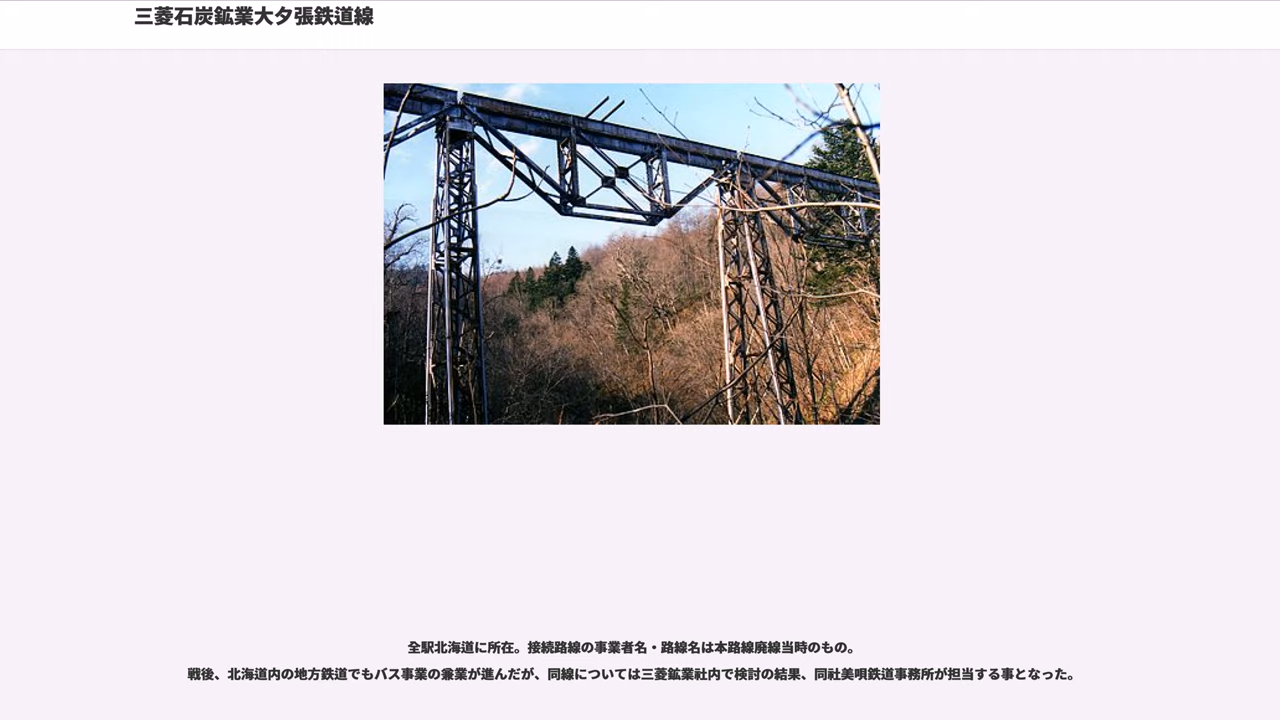 三菱石炭鉱業大夕張鉄道線
全駅北海道に所在。接続路線の事業者名・路線名は本路線廃線当時のもの。
戦後、北海道内の地方鉄道でもバス事業の兼業が進んだが、同線については三菱鉱業社内で検討の結果、同社美唄鉄道事務所が担当する事となった。